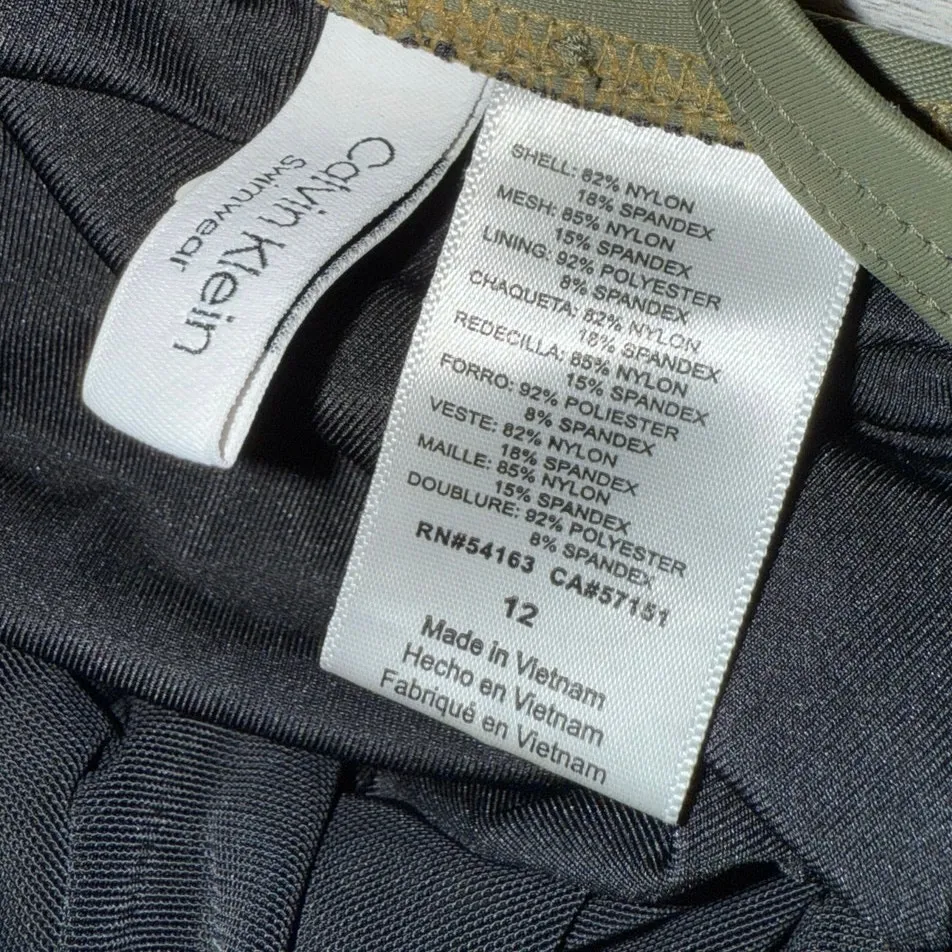 Calvin Klein
Swimwear
SHELL: 82% NYLON
18% SPANDEX
MESH: 85% NYLON
15% SPANDEX
LINING: 92% POLYESTER
8% SPANDEX
CHAQUETA: 82% NYLON
18% SPANDEX
REDECILLA: 85% NYLON
15% SPANDEX
FORRO: 92% POLIESTER
8% SPANDEX
VESTE: 82% NYLON
18% SPANDEX
MAILLE: 85% NYLON
15% SPANDEX
DOUBLURE: 92% POLYESTER
8% SPANDEX
RN#54163 CA#57151
12
Made in Vietnam
Hecho en Vietnam
Fabriqué en Vietnam